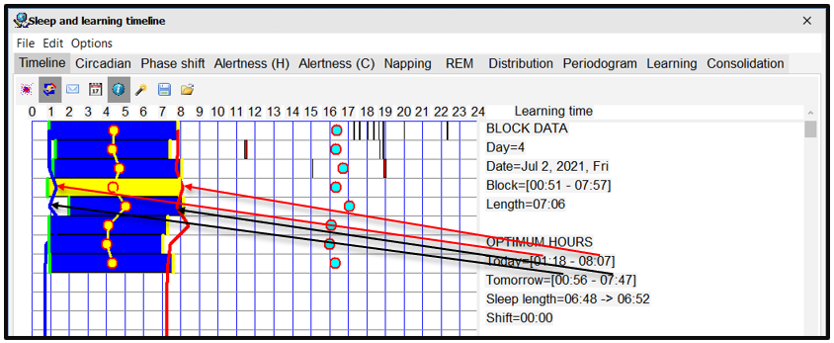 Sleep and learning timeline
File Edit Options
Timeline Circadian Phase shift Alertness (H) Alertness (C) Napping REM Distribution Periodogram Learning Consolidation
17
0 1 2 3 4 5 6 7 8 9 10 11 12 13 14 15 16 17 18 19 20 21 22 23 24 Learning time
BLOCK DATA
Day=4
Date=Jul 2, 2021, Fri
Block=[00:51 - 07:57]
Length=07:06
OPTIMUM HOURS
Today=[01:18 - 08:07]
Tomorrow=[00:56 - 07:47]
Sleep length=06:48 -> 06:52
Shift=00:00